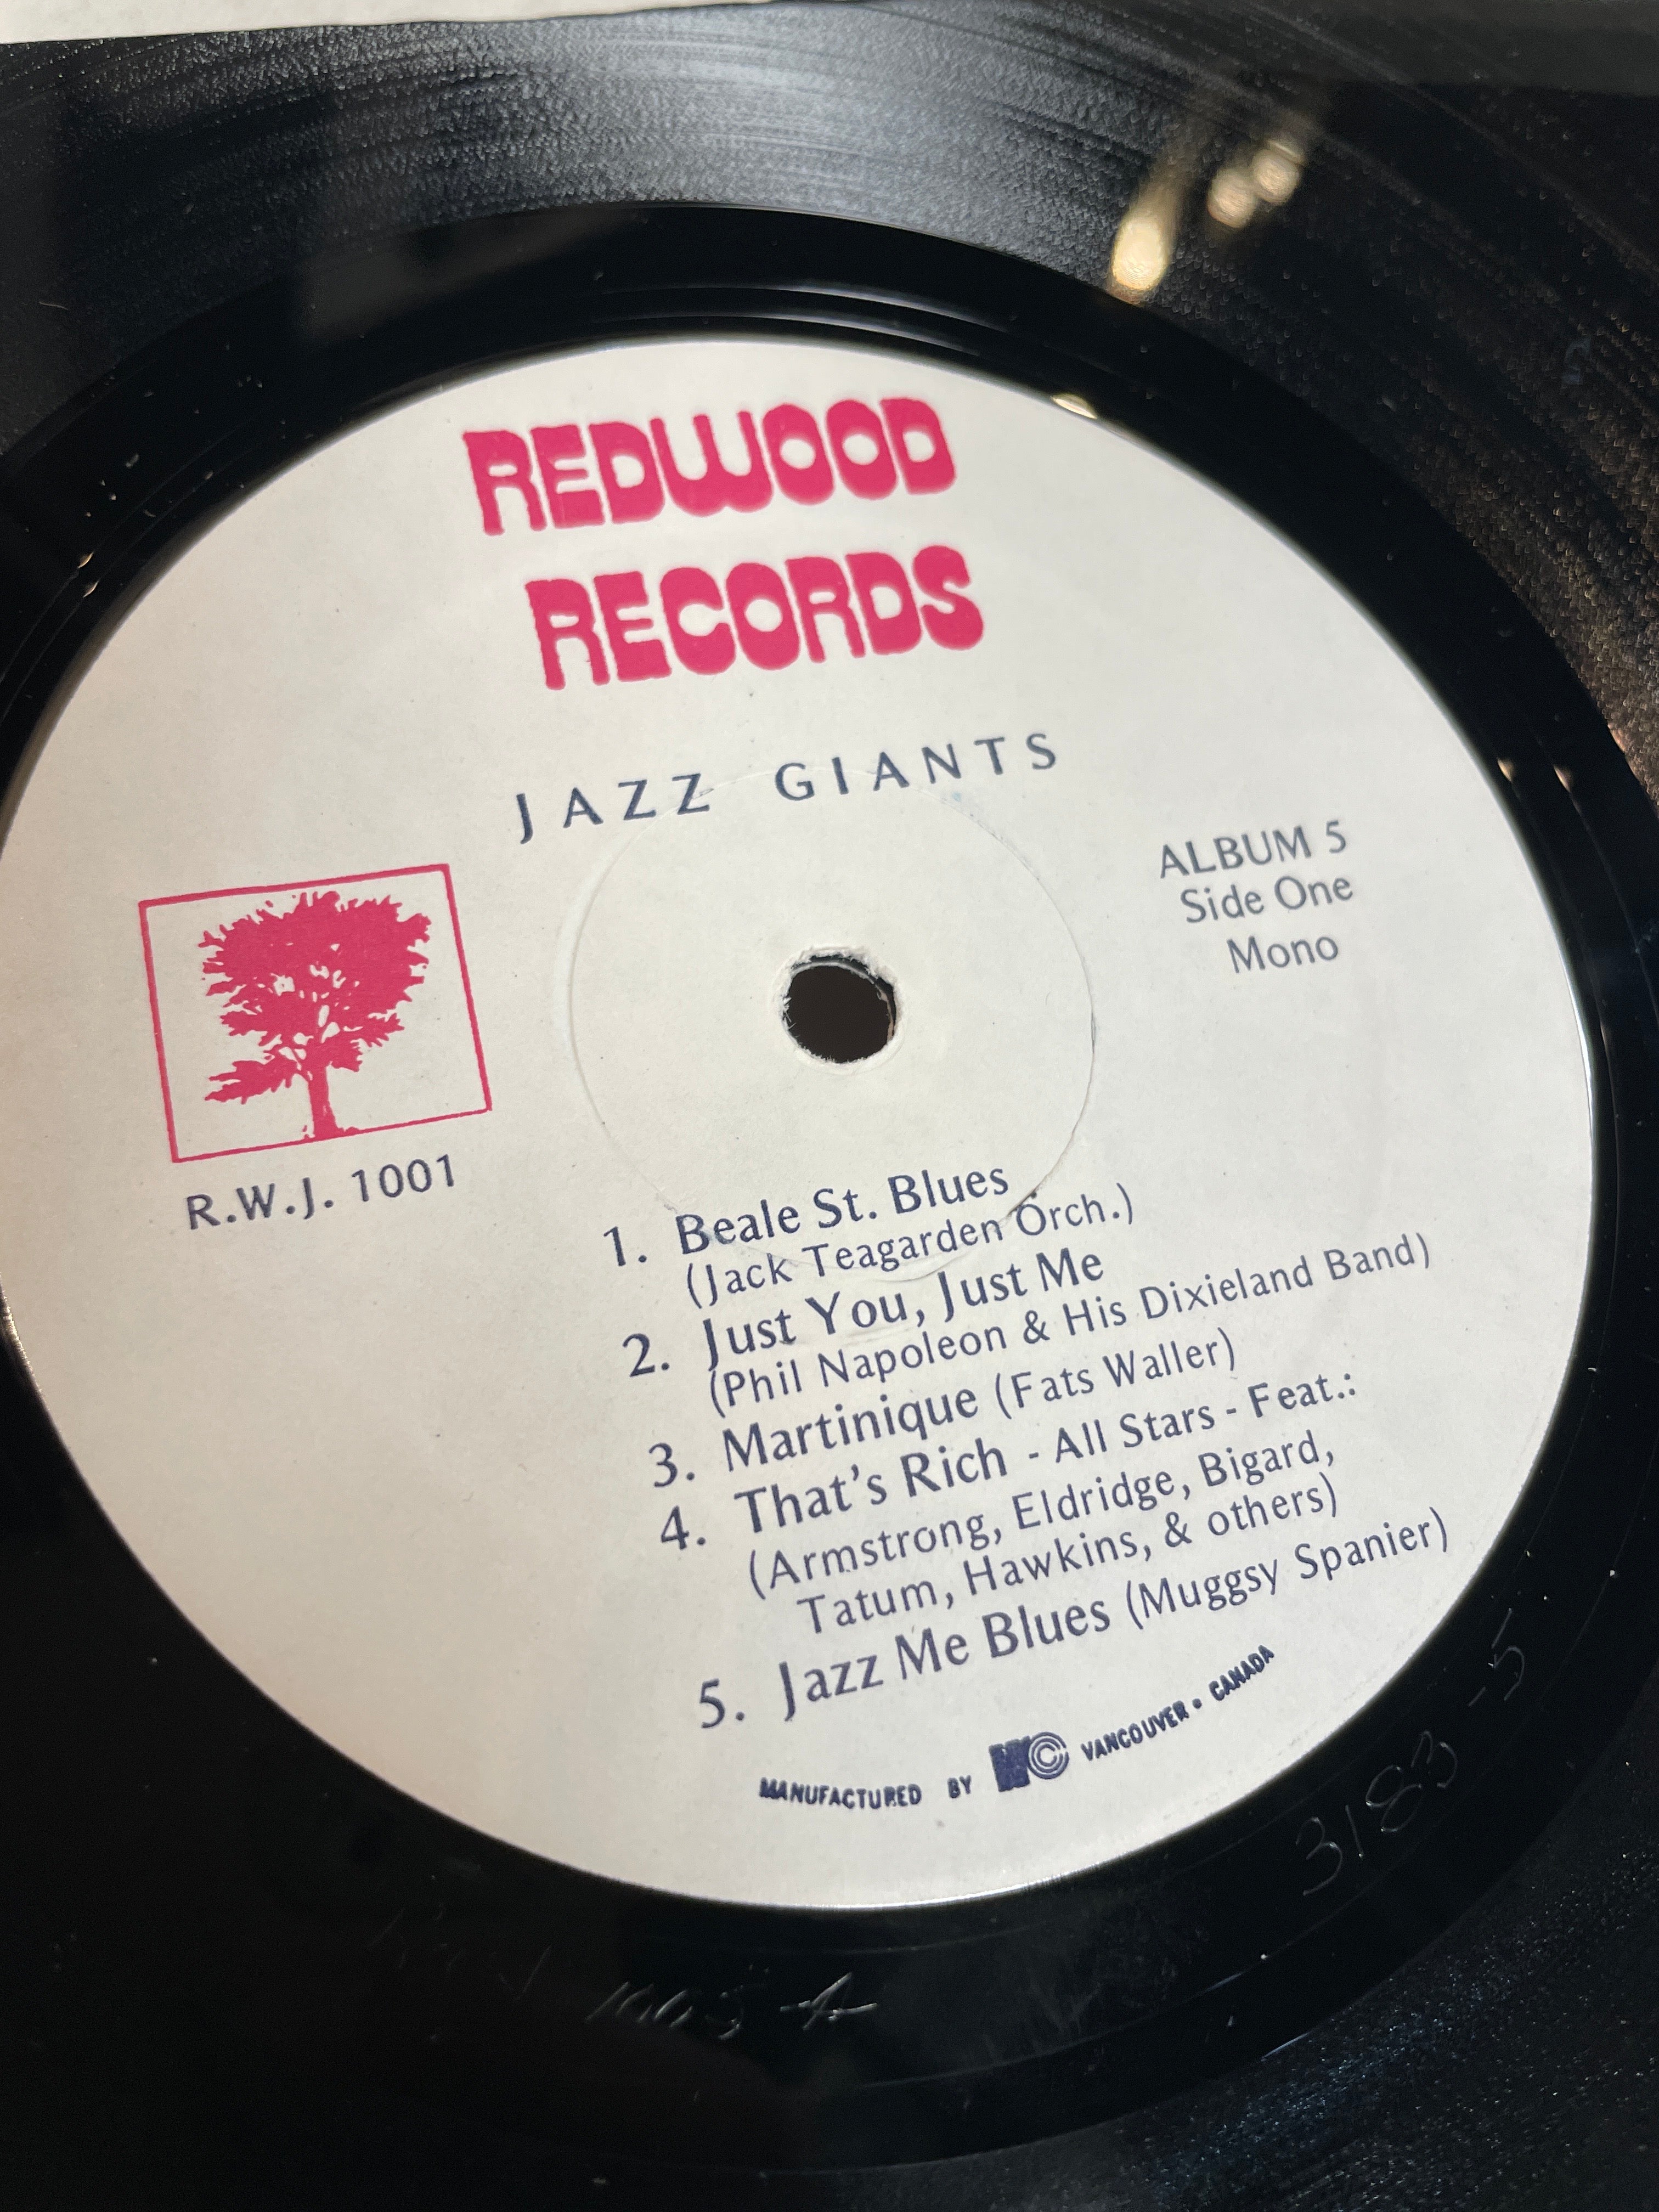 REDWOOD
RECORDS
JAZZ GIANTS
ALBUM 5
Side One
Mono
R.W.J. 1001
1. Beale St. Blues
(Jack Teagarden Orch.)
2. Just You, Just Me
(Phil Napoleon & His Dixieland Band)
3. Martinique (Fats Waller)
4. That's Rich - All Stars - Feat.:
(Armstrong, Eldridge, Bigard,
Tatum, Hawkins, & others)
5. Jazz Me Blues (Muggsy Spanier)
MANUFACTURED BY VANCOUVER • CANADA
3183-5